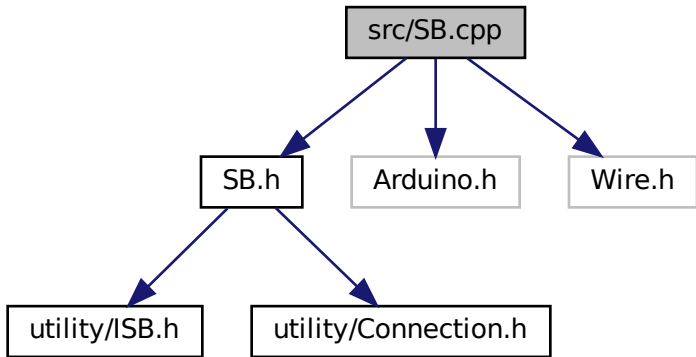 src/SB.cpp
SB.h
Arduino.h
Wire.h
utility/ISB.h
utility/Connection.h